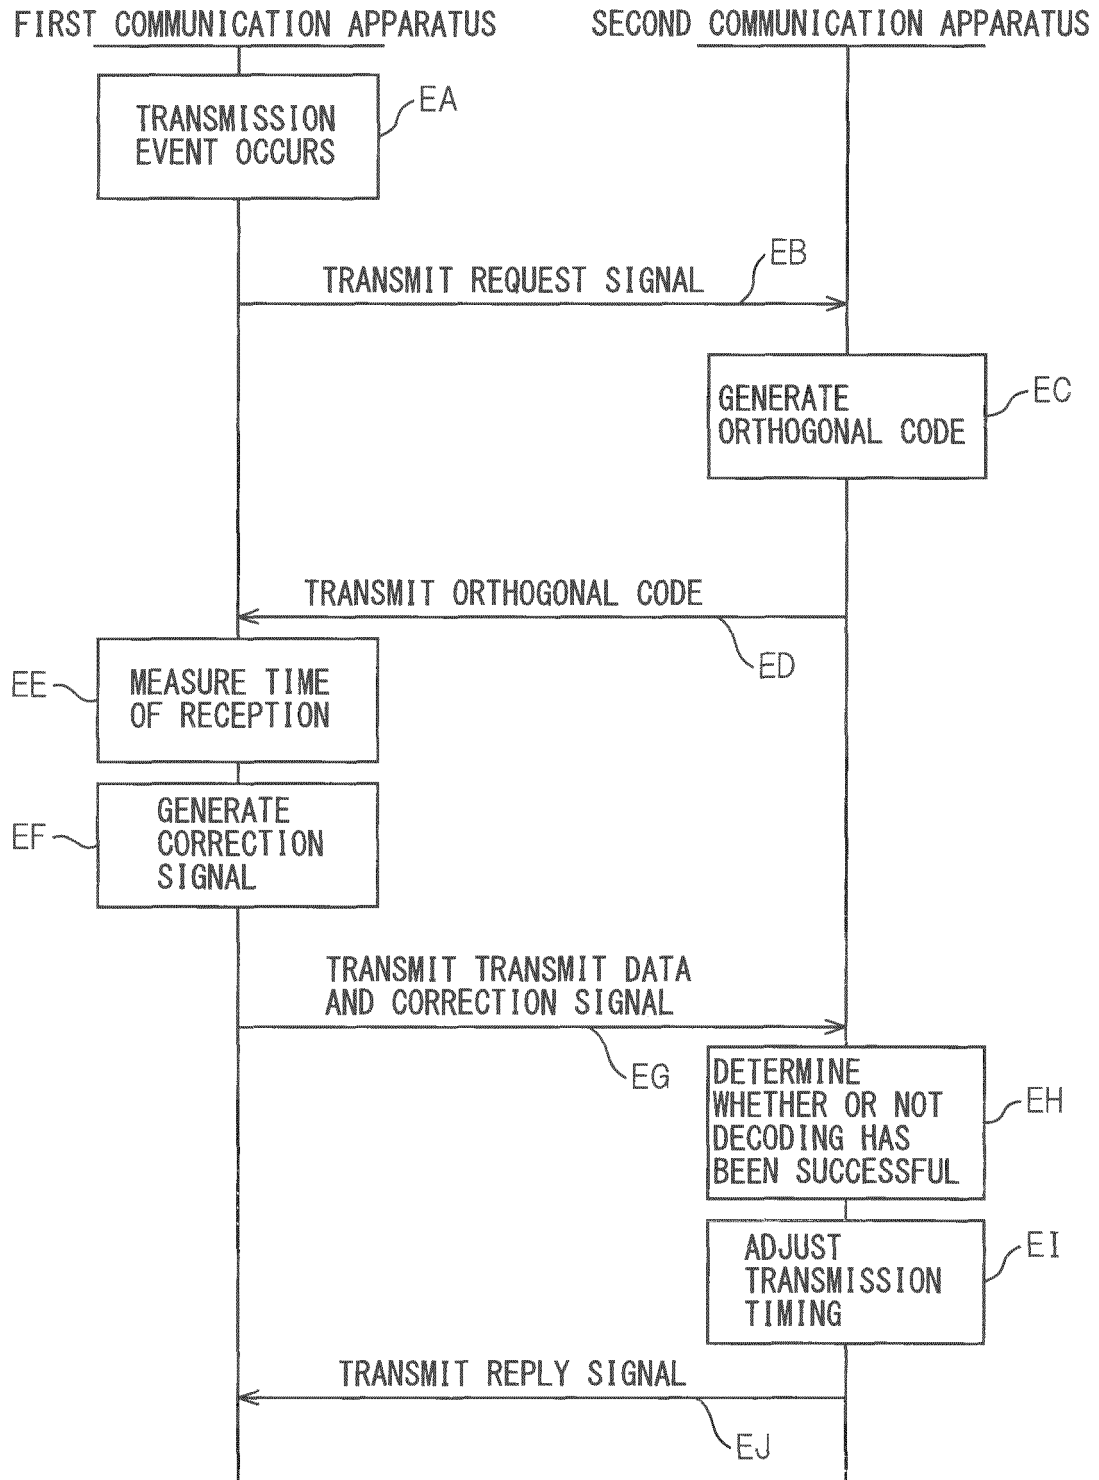 FIRST COMMUNICATION APPARATUS
SECOND COMMUNICATION APPARATUS
TRANSMISSION
EVENT OCCURS
EA
EB
TRANSMIT REQUEST SIGNAL
GENERATE
ORTHOGONAL CODE
EC
TRANSMIT ORTHOGONAL CODE
ED
EE
MEASURE TIME
OF RECEPTION
EF
GENERATE
CORRECTION
SIGNAL
TRANSMIT TRANSMIT DATA
AND CORRECTION SIGNAL
EG
DETERMINE
WHETHER OR NOT
DECODING HAS
BEEN SUCCESSFUL
EH
ADJUST
TRANSMISSION
TIMING
EI
TRANSMIT REPLY SIGNAL
EJ